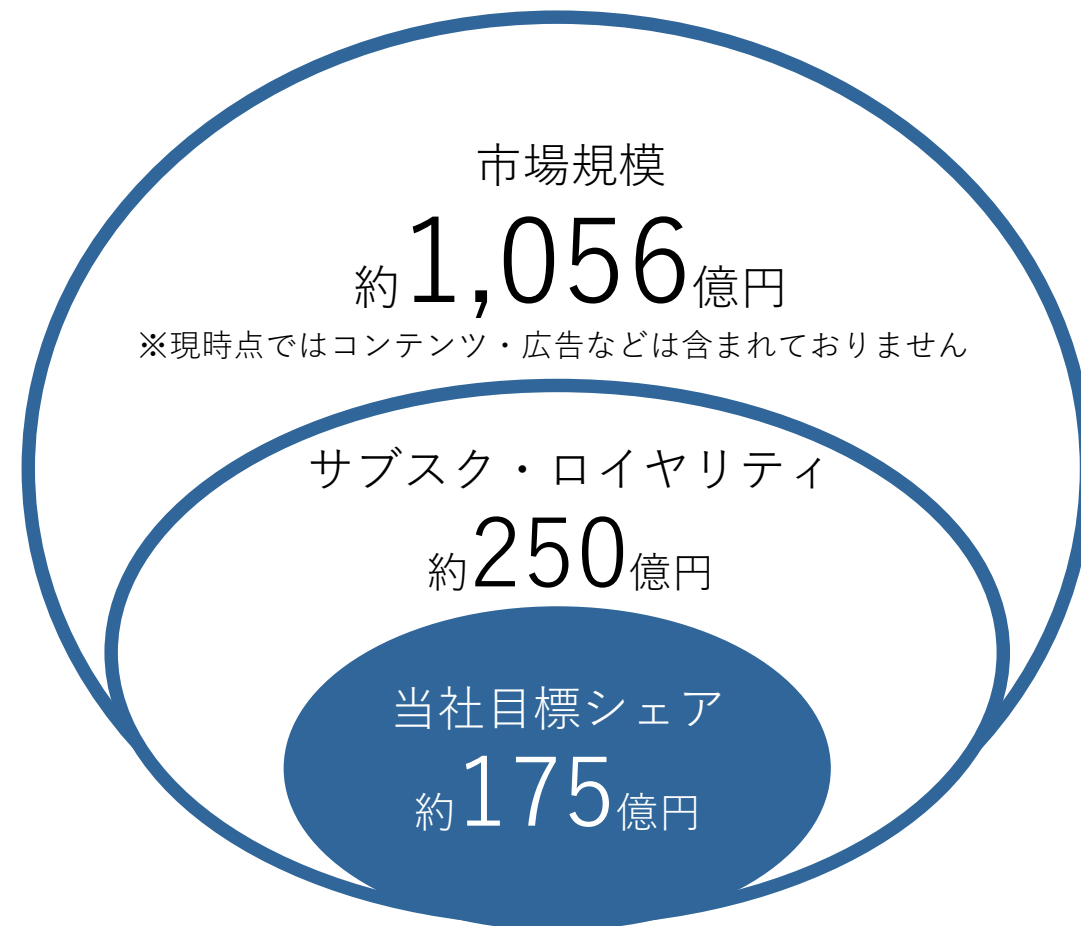 市場規模
約1,056億円
※現時点ではコンテンツ・広告などは含まれておりません
サブスク・ロイヤリティ
約250億円
当社目標シェア
約175億円